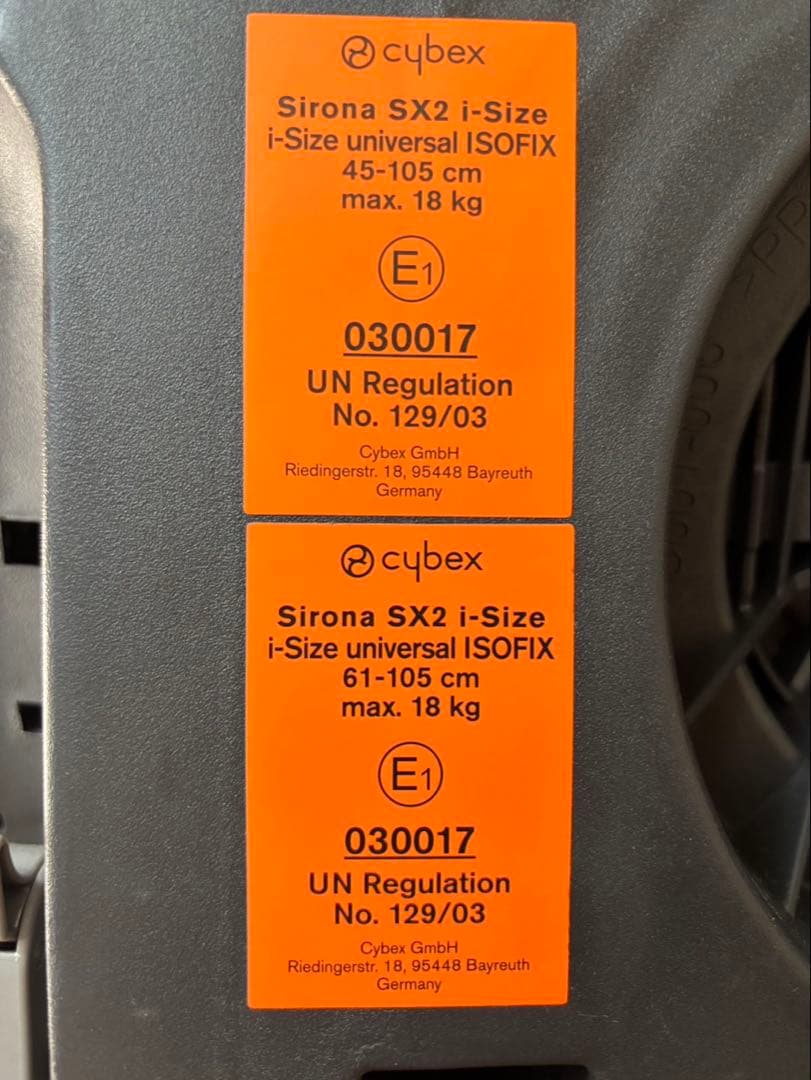 cybex
Sirona SX2 i-Size
i-Size universal ISOFIX
45-105 cm
max. 18 kg
E1
030017
UN Regulation
No. 129/03
Cybex GmbH
Riedingerstr. 18, 95448 Bayreuth
Germany
cybex
Sirona SX2 i-Size
i-Size universal ISOFIX
61-105 cm
max. 18 kg
E1
030017
UN Regulation
No. 129/03
Cybex GmbH
Riedingerstr. 18, 95448 Bayreuth
Germany